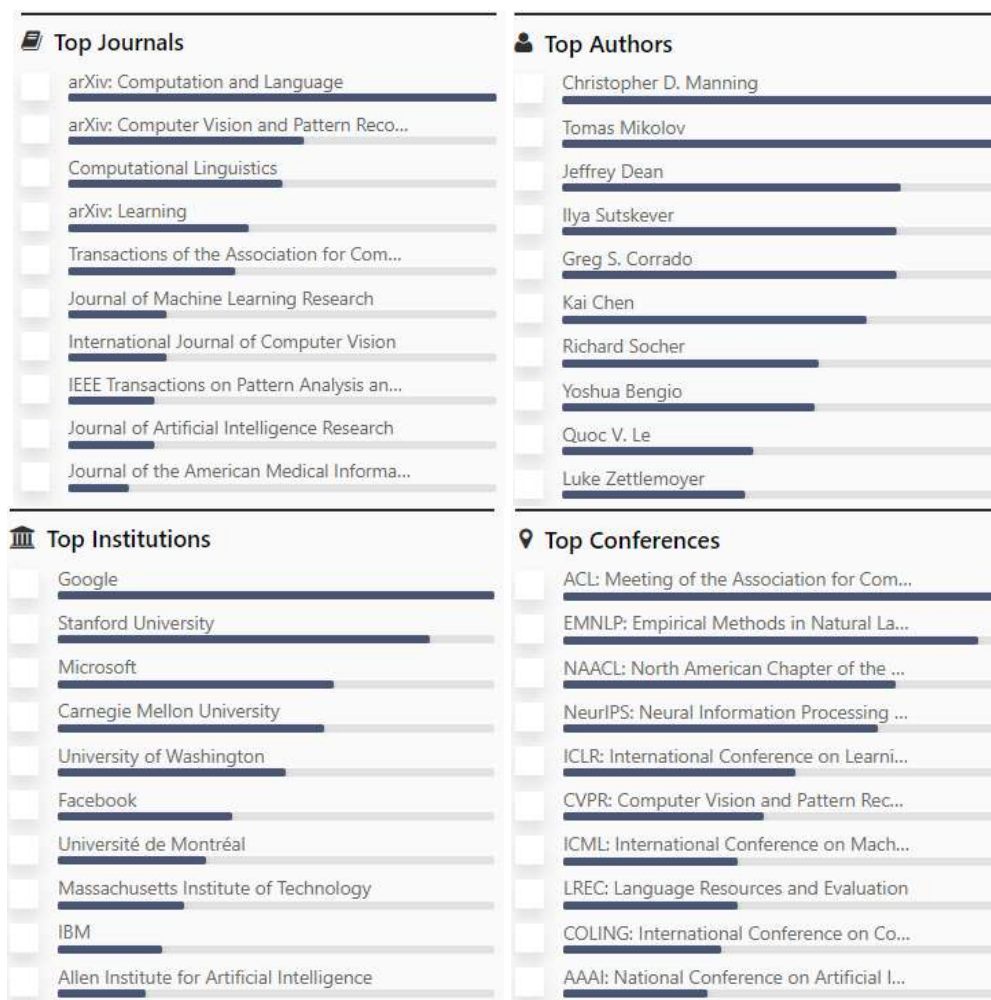 Top Journals
arXiv: Computation and Language
arXiv: Computer Vision and Pattern Reco...
Computational Linguistics
arXiv: Learning
Transactions of the Association for Com...
Journal of Machine Learning Research
International Journal of Computer Vision
IEEE Transactions on Pattern Analysis an...
Journal of Artificial Intelligence Research
Journal of the American Medical Informa...
Top Authors
Christopher D. Manning
Tomas Mikolov
Jeffrey Dean
Ilya Sutskever
Greg S. Corrado
Kai Chen
Richard Socher
Yoshua Bengio
Quoc V. Le
Luke Zettlemoyer
Top Institutions
Google
Stanford University
Microsoft
Carnegie Mellon University
University of Washington
Facebook
Université de Montréal
Massachusetts Institute of Technology
IBM
Allen Institute for Artificial Intelligence
Top Conferences
ACL: Meeting of the Association for Com...
EMNLP: Empirical Methods in Natural La...
NAACL: North American Chapter of the ...
NeurIPS: Neural Information Processing ...
ICLR: International Conference on Learni...
CVPR: Computer Vision and Pattern Rec...
ICML: International Conference on Mach...
LREC: Language Resources and Evaluation
COLING: International Conference on Co...
AAAI: National Conference on Artificial I...